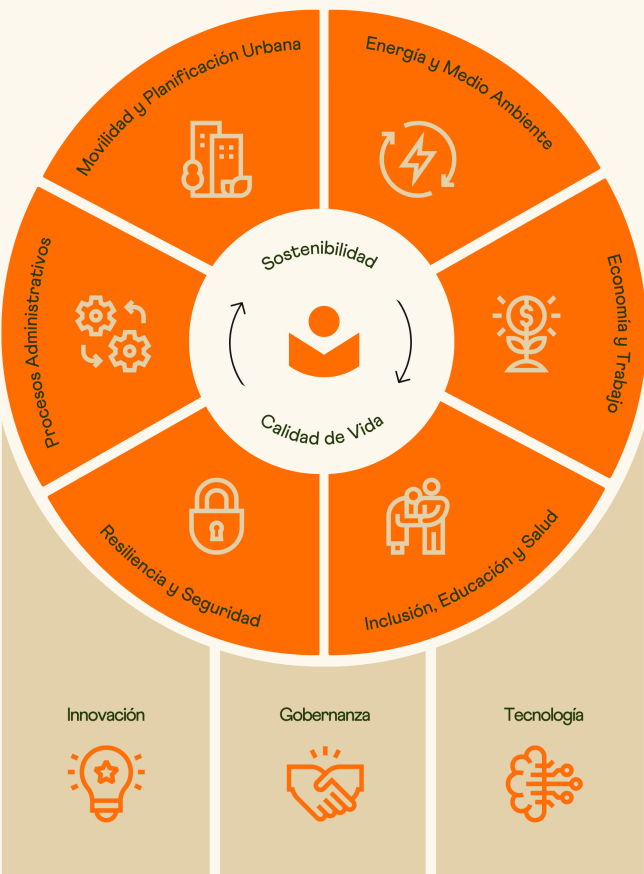 Movilidad y Planificación Urbana
Energía y Medio Ambiente
Procesos Administrativos
Sostenibilidad
Economía y Trabajo
Calidad de Vida
Resiliencia y Seguridad
Inclusión, Educación y Salud
Innovación
Gobernanza
Tecnología